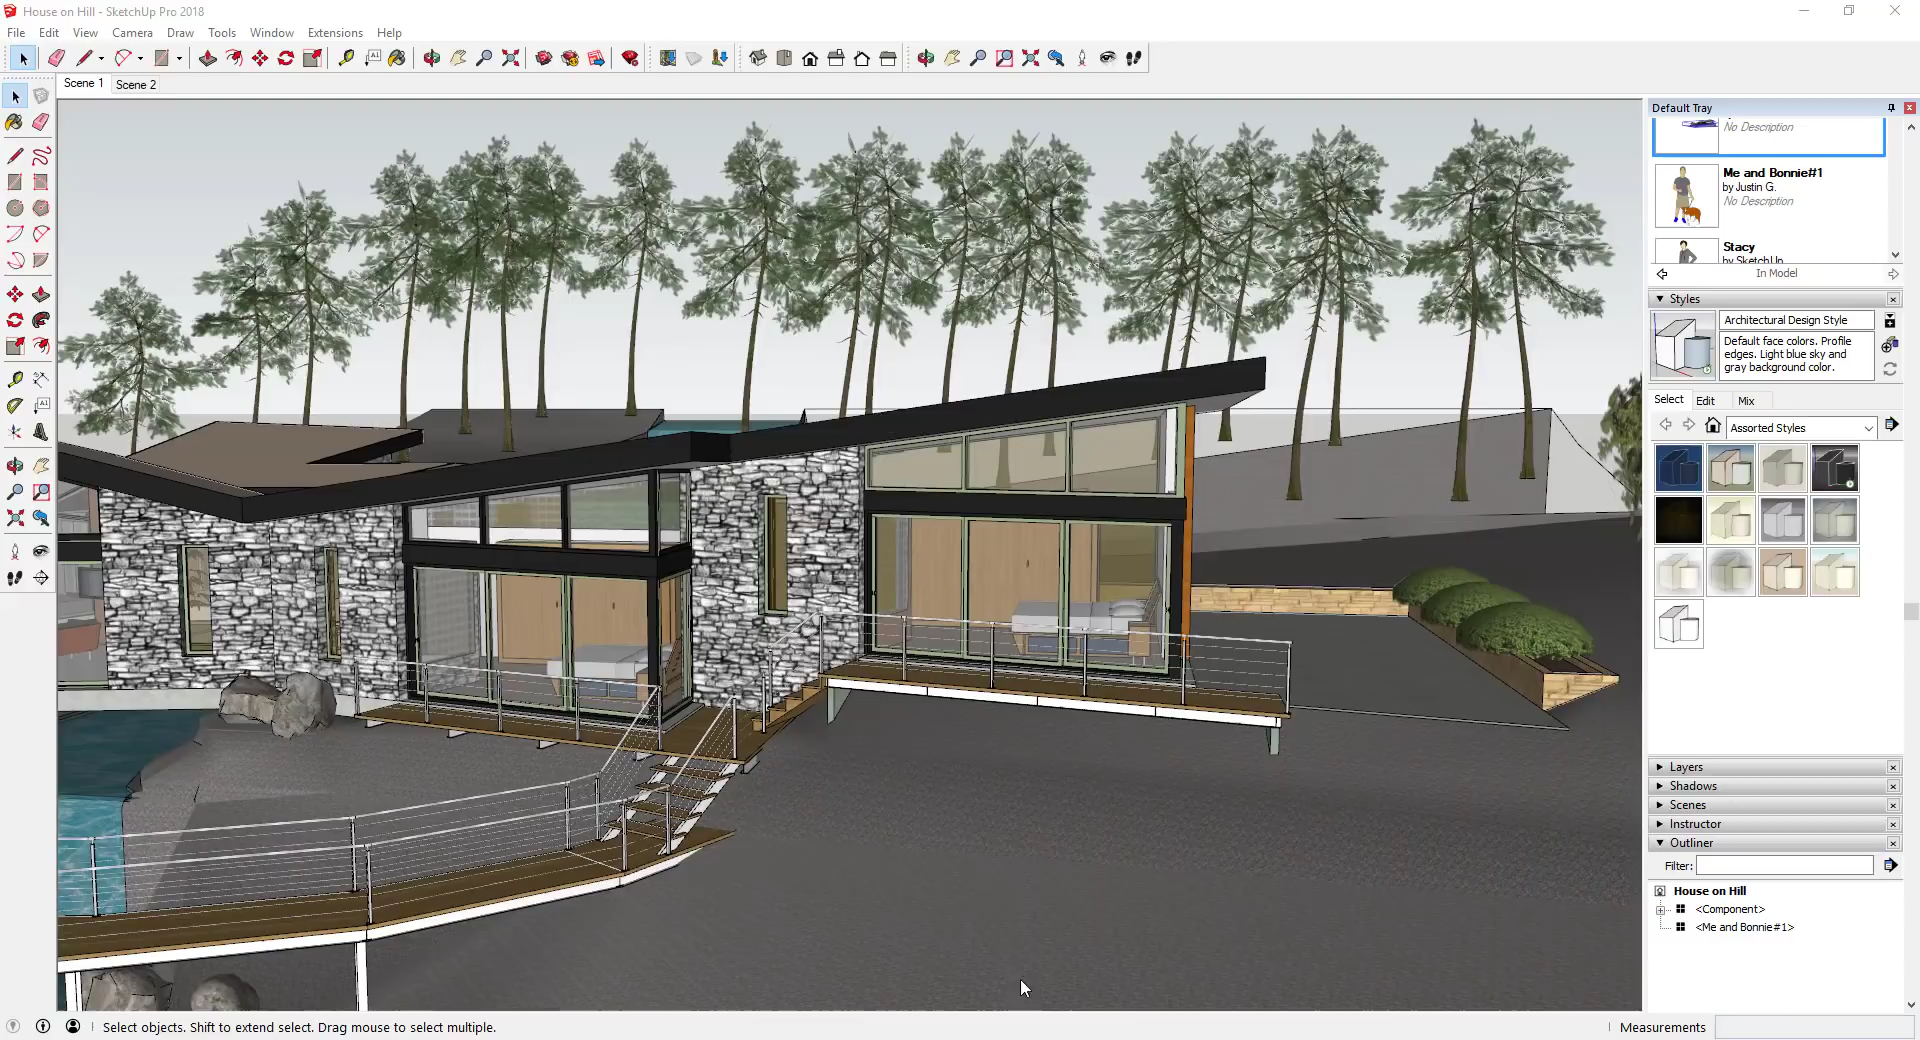 House on Hill - SketchUp Pro 2018
File Edit View Camera Draw Tools Window Extensions Help
Scene 1 Scene 2
Default Tray
No Description
Me and Bonnie#1
by Justin G.
No Description
Stacy
by SketchUp
In Model
Styles
Architectural Design Style
Default face colors. Profile
edges. Light blue sky and
gray background color.
Select Edit Mix
Assorted Styles
Layers
Shadows
Scenes
Instructor
Outliner
Filter:
House on Hill
<Component>
<Me and Bonnie#1>
Select objects. Shift to extend select. Drag mouse to select multiple.
Measurements